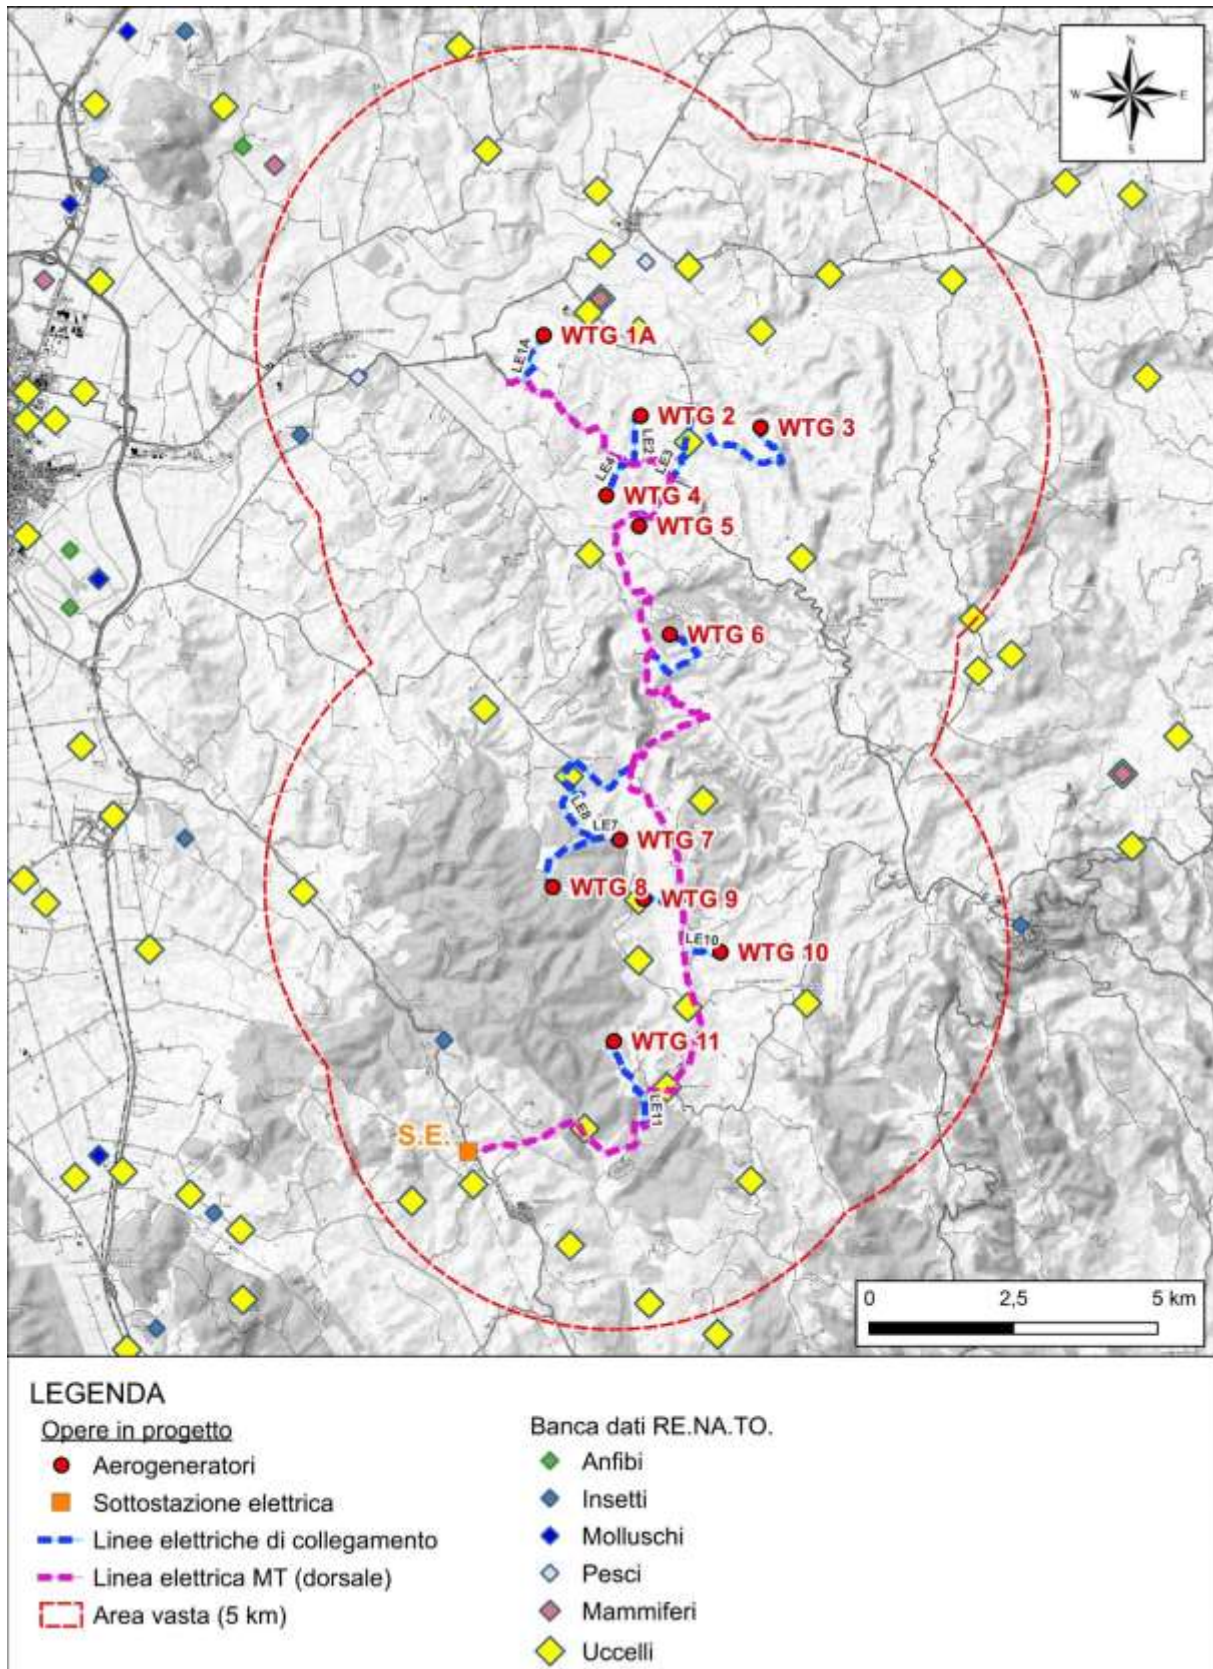 N
W E
S
WTG 1A
LE1A
WTG 2
WTG 3
LE2
LE3
LE4
WTG 4
WTG 5
WTG 6
LE8
LE7
WTG 7
WTG 8
WTG 9
LE10
WTG 10
WTG 11
LE11
S.E.
0 2,5 5 km
LEGENDA
Opere in progetto
Aerogeneratori
Sottostazione elettrica
Linee elettriche di collegamento
Linea elettrica MT (dorsale)
Area vasta (5 km)
Banca dati RE.NA.TO.
Anfibi
Insetti
Molluschi
Pesci
Mammiferi
Uccelli